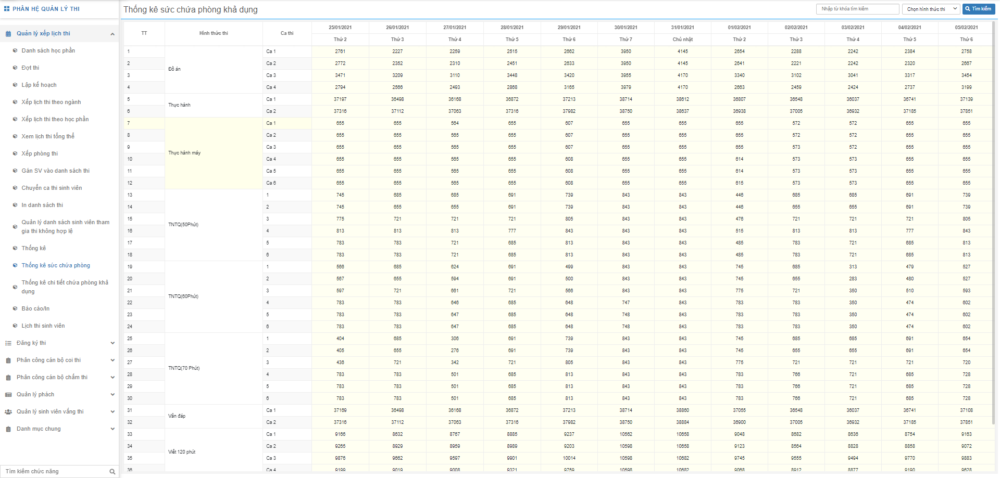 PHÂN HỆ QUẢN LÝ THI
Quản lý xếp lịch thi
Danh sách học phần
Đợt thi
Lập kế hoạch
Xếp lịch thi theo ngành
Xếp lịch thi theo học phần
Xem lịch thi tổng thể
Xếp phòng thi
Gán SV vào danh sách thi
Chuyển ca thi sinh viên
In danh sách thi
Quản lý danh sách sinh viên tham
gia thi không hợp lệ
Thống kê
Thống kê sức chứa phòng
Thống kê chi tiết chứa phòng khả
dụng
Báo cáo/In
Lịch thi sinh viên
Đăng ký thi
Phân công cán bộ coi thi
Phân công cán bộ chấm thi
Quản lý phách
Quản lý sinh viên vắng thi
Danh mục chung
Tìm kiếm chức năng
Thống kê sức chứa phòng khả dụng
Nhập từ khóa tìm kiếm Chọn hình thức thi Tìm kiếm
TT Hình thức thi Ca thi 25/01/2021 26/01/2021 27/01/2021 28/01/2021 29/01/2021 30/01/2021 31/01/2021 01/02/2021 02/02/2021 03/02/2021 04/02/2021 05/02/2021
Thứ 2 Thứ 3 Thứ 4 Thứ 5 Thứ 6 Thứ 7 Chủ nhật Thứ 2 Thứ 3 Thứ 4 Thứ 5 Thứ 6
1 Đồ án Ca 1 2761 2227 2259 2515 2662 3950 4145 2654 2288 2242 2384 2758
2 Ca 2 2772 2352 2310 2451 2633 3950 4145 2641 2221 2242 2320 2667
3 Ca 3 3471 3209 3110 3448 3420 3955 4170 3340 3102 3041 3317 3454
4 Ca 4 2794 2566 2493 2868 3165 3979 4170 2663 2459 2424 2737 3199
5 Thực hành Ca 1 37197 36498 36168 36872 37213 38714 38612 36807 36548 36037 36741 37139
6 Ca 2 37316 37112 37063 37316 37982 38750 38637 36938 37005 36932 37185 37851
7 Thực hành máy Ca 1 655 655 564 655 607 655 655 655 572 572 655 655
8 Ca 2 655 655 565 655 607 655 655 655 572 572 655 655
9 Ca 3 655 655 565 655 607 655 655 655 573 572 655 655
10 Ca 4 655 655 565 655 608 655 655 614 573 573 655 655
11 Ca 5 655 655 565 655 608 655 655 614 573 573 655 655
12 Ca 6 655 655 565 655 608 655 655 615 573 573 655 655
13 TNTQ(50Phút) 1 745 685 685 691 739 843 843 446 685 685 691 739
14 2 745 655 655 691 739 843 843 446 655 655 691 739
15 3 775 721 721 721 805 843 843 476 721 721 721 805
16 4 813 813 813 777 843 843 843 515 813 813 777 843
17 5 783 783 721 685 813 843 843 485 783 721 685 813
18 6 783 783 721 685 813 843 843 485 783 721 685 813
19 TNTQ(60Phút) 1 566 685 624 691 499 843 843 745 685 313 479 527
20 2 567 655 594 691 500 843 843 745 655 283 480 527
21 3 597 721 661 721 566 843 843 775 721 350 510 593
22 4 783 783 646 685 648 747 843 783 783 350 474 602
23 5 783 783 647 685 648 748 843 783 783 350 474 602
24 6 783 783 647 685 648 748 843 783 783 350 474 602
25 TNTQ(70 Phút) 1 404 685 306 691 739 843 843 745 685 685 691 654
26 2 405 655 276 691 739 843 843 745 655 655 691 654
27 3 436 721 342 721 805 843 843 775 721 721 721 720
28 4 783 783 501 685 813 843 843 783 766 721 685 728
29 5 783 783 501 685 813 843 843 783 766 721 685 728
30 6 783 783 501 685 813 843 843 783 766 721 685 728
31 Vấn đáp Ca 1 37169 36498 36168 36872 37213 38714 38860 37055 36548 36037 36741 37108
32 Ca 2 37316 37112 37063 37316 37982 38750 38884 36900 37005 36932 37185 37851
33 Viết 120 phút Ca 1 9166 8632 8767 8885 9237 10562 10658 9048 8682 8636 8754 9163
34 Ca 2 9265 8929 8959 8989 9203 10598 10658 9123 8564 8828 8858 9072
35 Ca 3 9876 9662 9597 9901 10014 10598 10682 9745 9555 9494 9770 9883
36 Ca 4 9199 9019 9008 9321 9759 10598 10682 9068 8912 8877 9190 9628